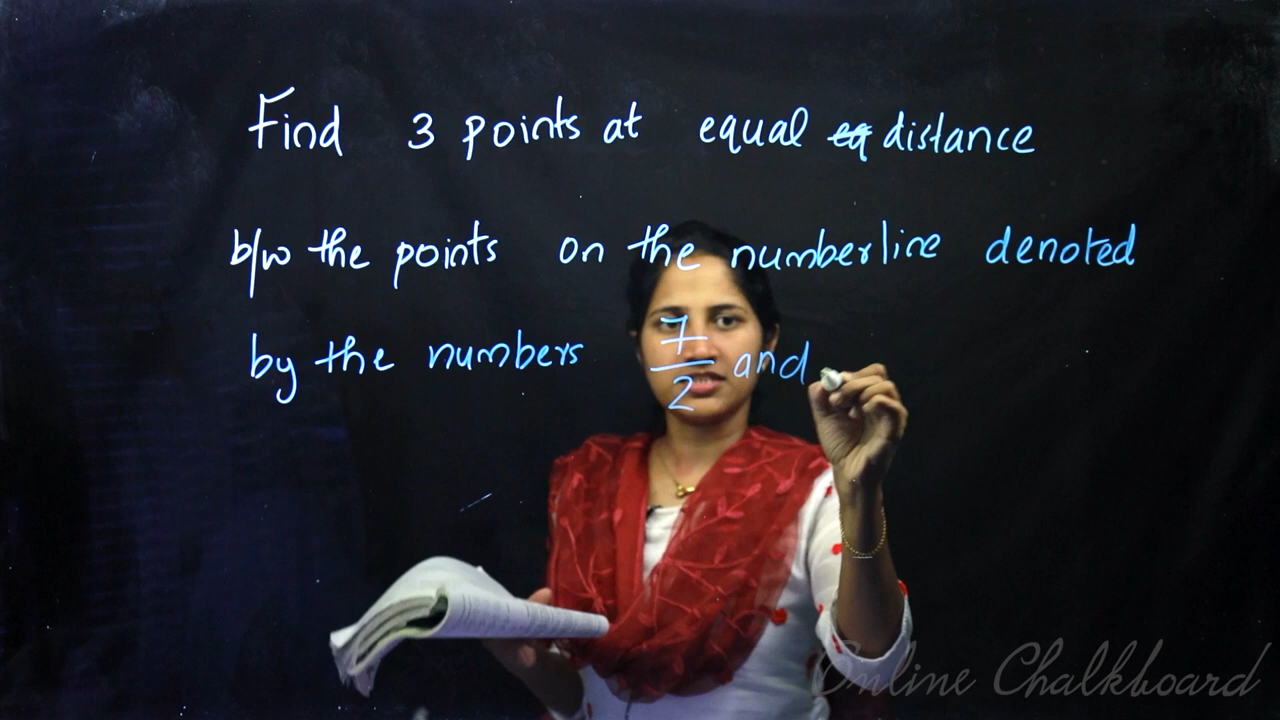 Find 3 points at equal eq distance
b/w the points on the numberline denoted
by the numbers 7/2 and
Online Chalkboard